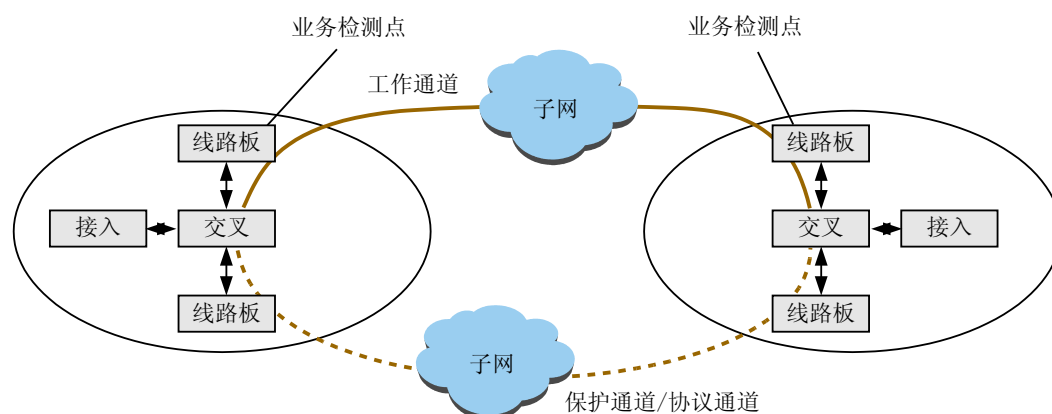 业务检测点
业务检测点
工作通道
子网
线路板
线路板
接入
交叉
交叉
接入
线路板
线路板
子网
保护通道/协议通道